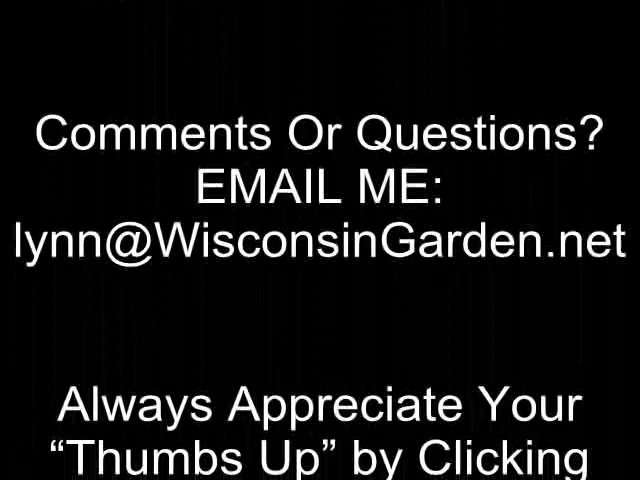 Comments Or Questions?
EMAIL ME:
lynn@WisconsinGarden.net
Always Appreciate Your
“Thumbs Up” by Clicking